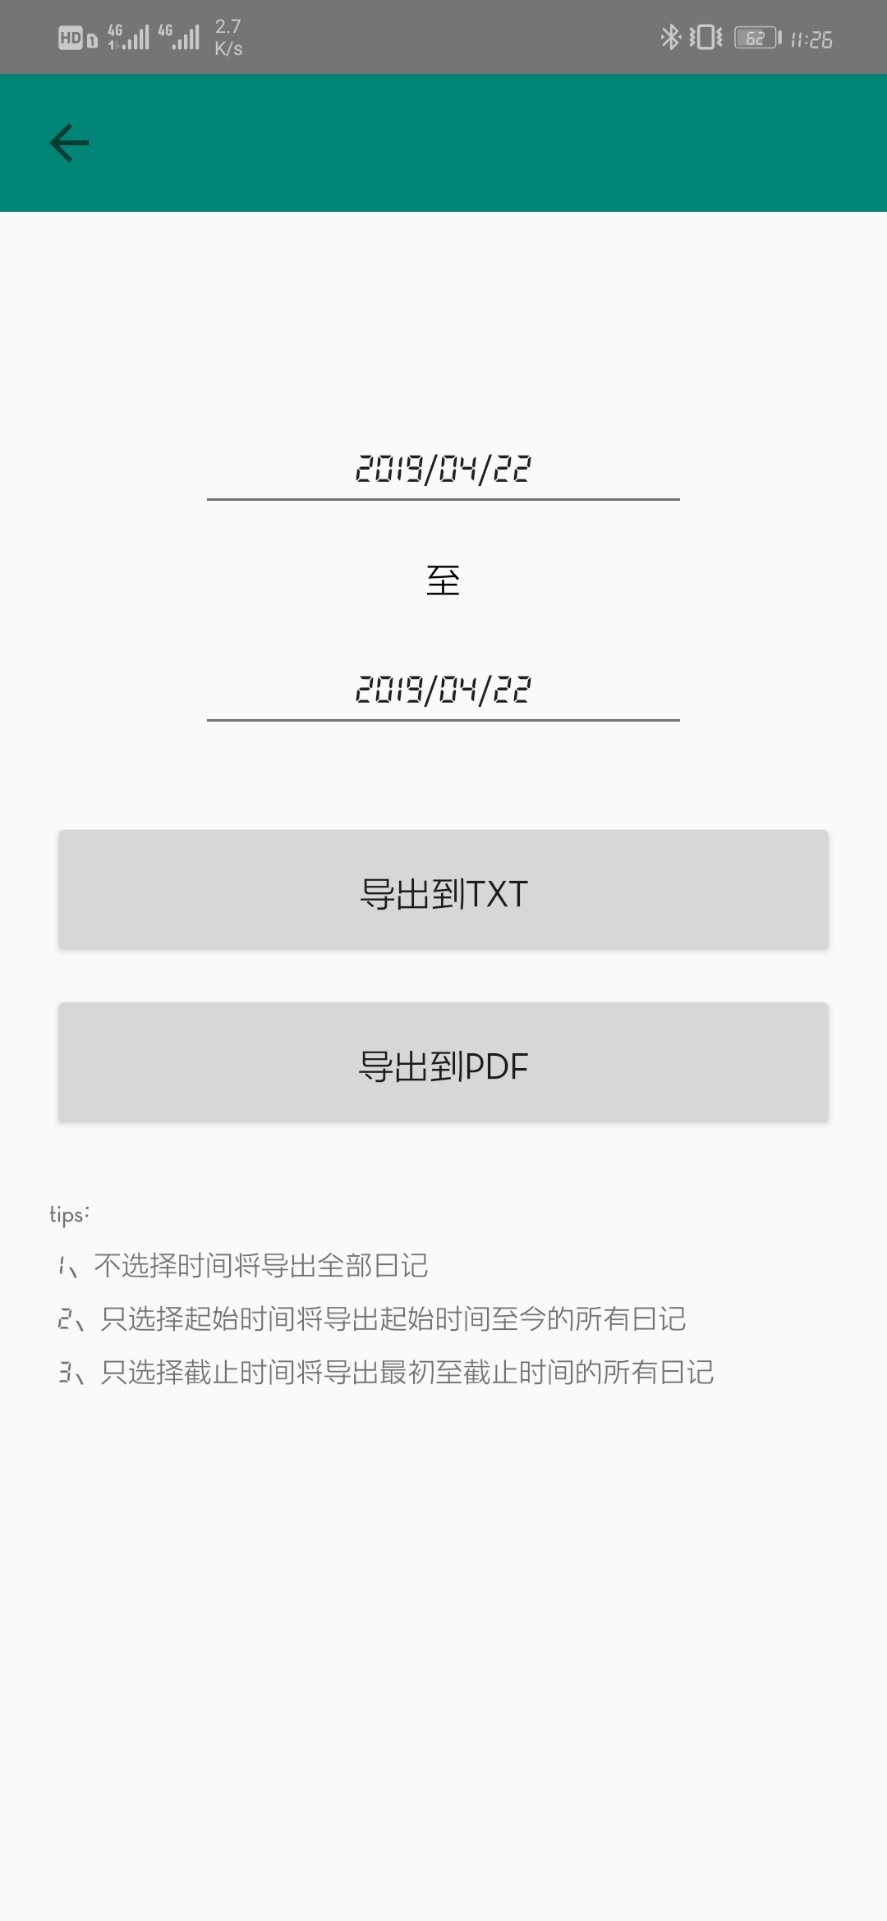 HD 1 4G 4G 2.7 K/s 62 11:26
2019/04/22
至
2019/04/22
导出到TXT
导出到PDF
tips:
1、不选择时间将导出全部日记
2、只选择起始时间将导出起始时间至今的所有日记
3、只选择截止时间将导出最初至截止时间的所有日记